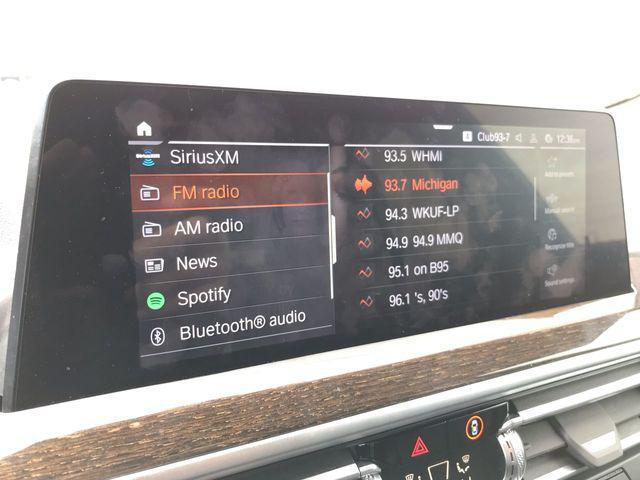 Club93-7 12:36 pm
SiriusXM
FM radio
AM radio
News
Spotify
Bluetooth® audio
93.5 WHMI
93.7 Michigan
94.3 WKUF-LP
94.9 94.9 MMQ
95.1 on B95
96.1 's, 90's
Add to presets
Manual search
Recognize title
Sound settings